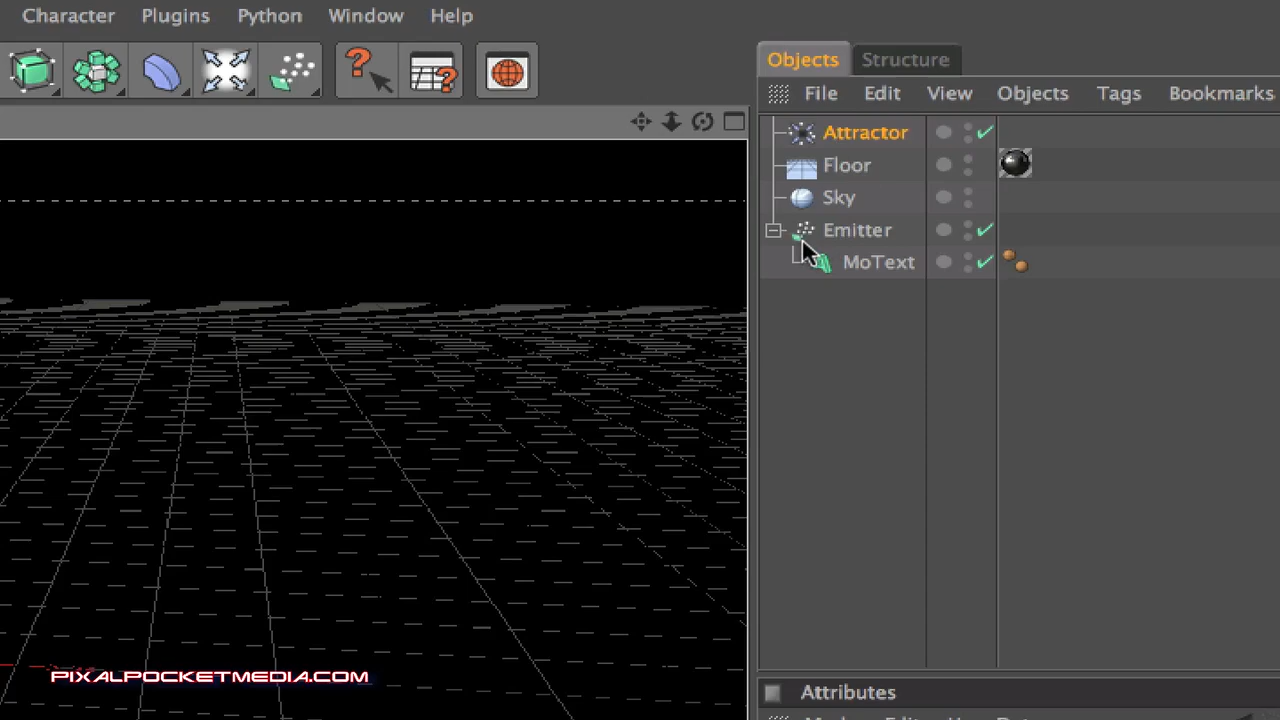 Character Plugins Python Window Help
Objects Structure
File Edit View Objects Tags Bookmarks
Attractor
Floor
Sky
Emitter
MoText
PIXALPOCKETMEDIA.COM
Attributes